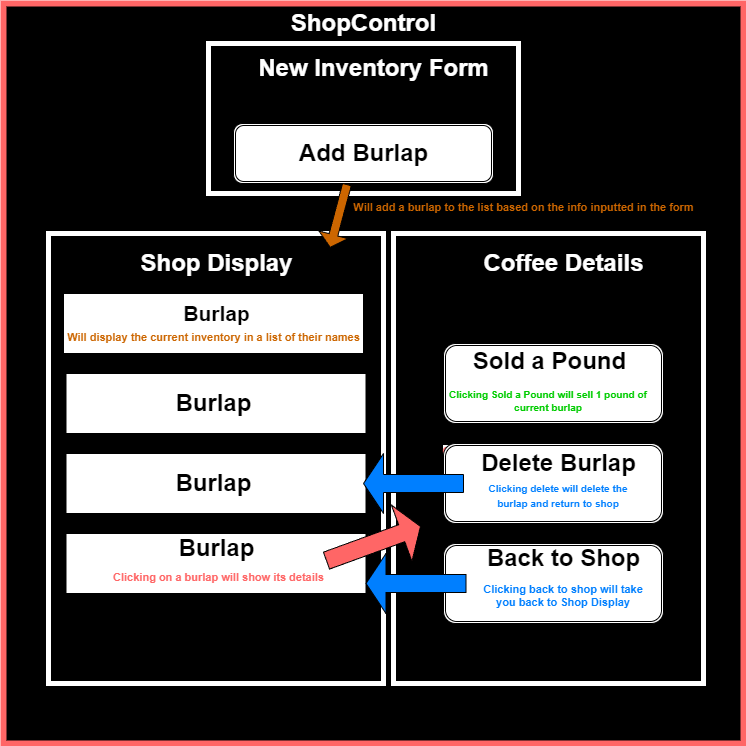 ShopControl
New Inventory Form
Add Burlap
Will add a burlap to the list based on the info inputted in the form
Shop Display
Burlap
Will display the current inventory in a list of their names
Burlap
Burlap
Burlap
Clicking on a burlap will show its details
Coffee Details
Sold a Pound
Clicking Sold a Pound will sell 1 pound of
current burlap
Delete Burlap
Clicking delete will delete the
burlap and return to shop
Back to Shop
Clicking back to shop will take
you back to Shop Display